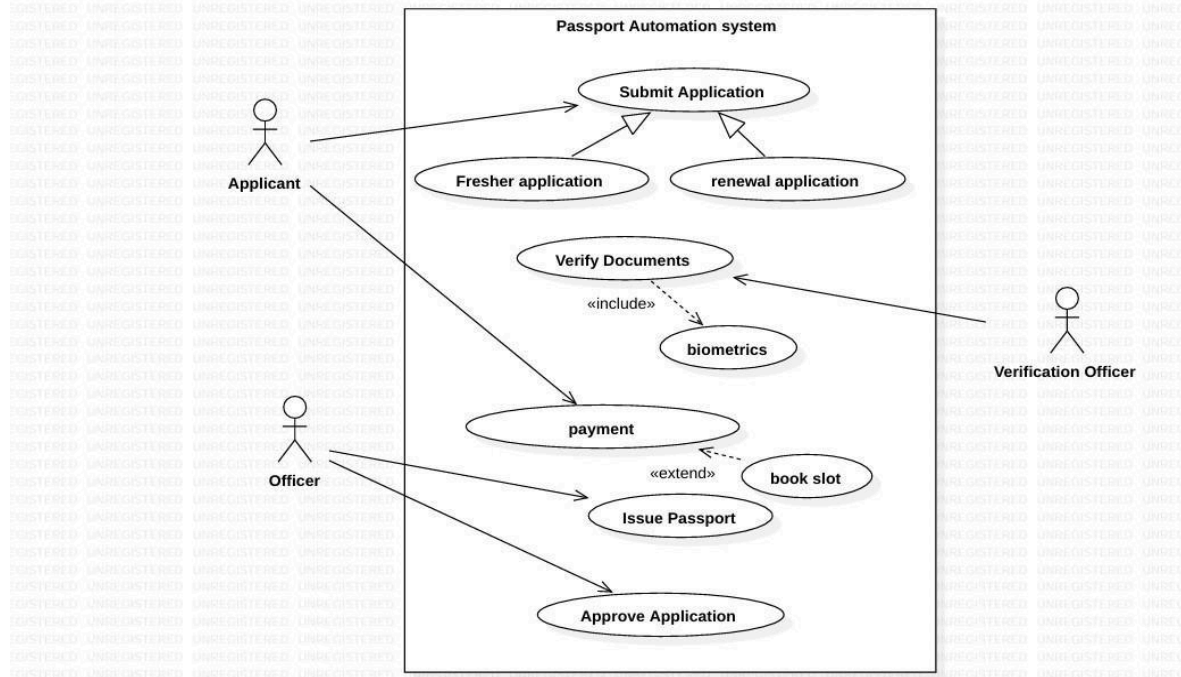 Passport Automation system
Submit Application
Fresher application
renewal application
Applicant
Verify Documents
«include»
biometrics
Verification Officer
payment
«extend»
book slot
Officer
Issue Passport
Approve Application
UNREGISTERED